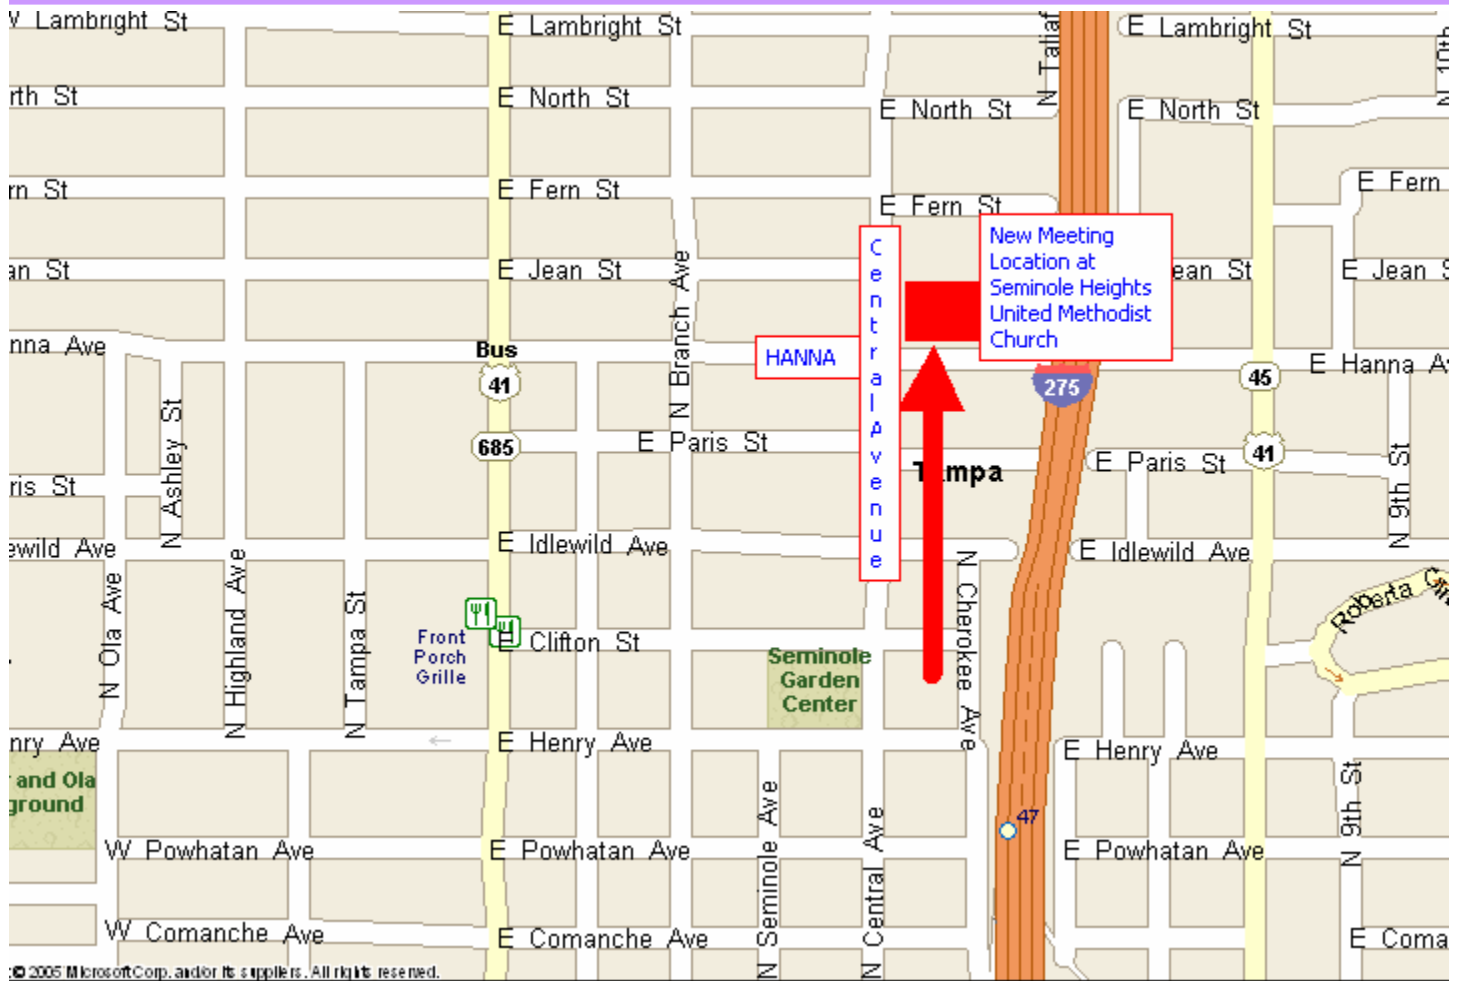 W Lambright St
E Lambright St
N Taliaf
E Lambright St
N 10th
rth St
E North St
E North St
E North St
rn St
E Fern St
E Fern St
E Fern
an St
E Jean St
N Branch Ave
Central Avenue
New Meeting
Location at
Seminole Heights
United Methodist
Church
ean St
E Jean S
nna Ave
Bus
41
HANNA
275
45
E Hanna Av
N Ashley St
685
E Paris St
Tampa
E Paris St
41
N 9th St
ris St
ewild Ave
E Idlewild Ave
E Idlewild Ave
N Ola Ave
N Highland Ave
N Tampa St
Front
Porch
Grille
E Clifton St
Seminole
Garden
Center
N Cherokee Ave
Roberta Cir
nry Ave
E Henry Ave
E Henry Ave
and Ola
ground
N Seminole Ave
N Central Ave
47
N 9th St
W Powhatan Ave
E Powhatan Ave
E Powhatan Ave
W Comanche Ave
E Comanche Ave
E Coma
© 2005 Microsoft Corp. and/or its suppliers. All rights reserved.